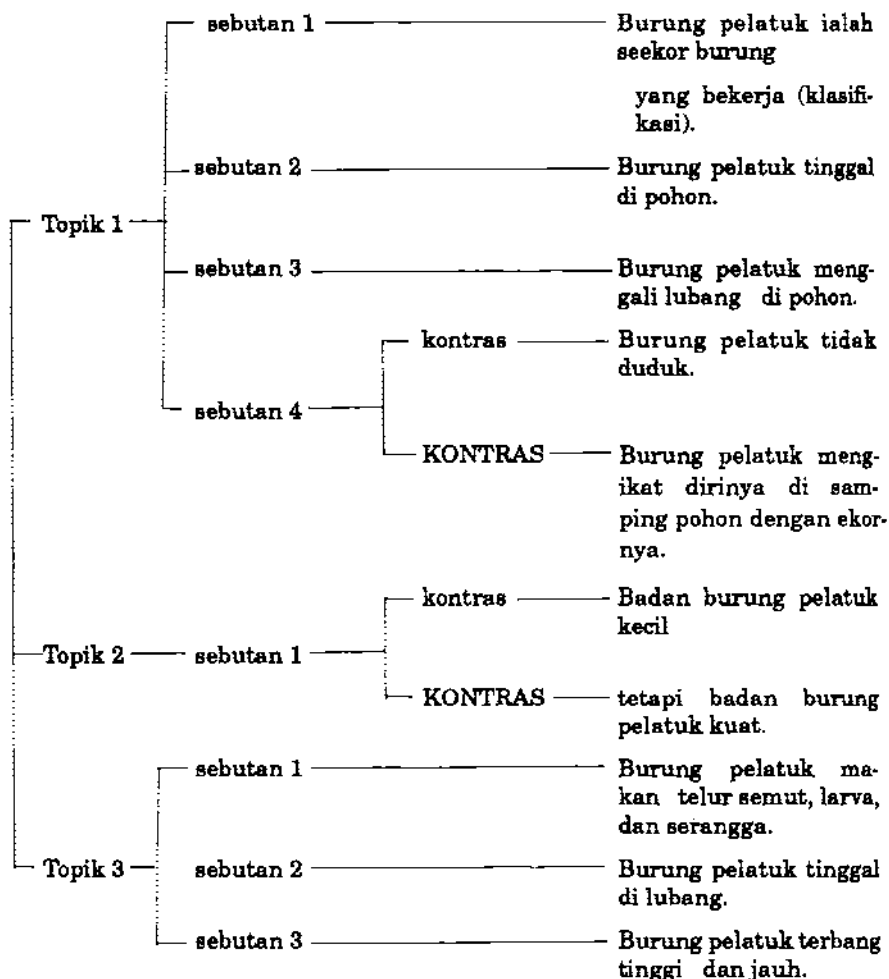 sebutan 1 Burung pelatuk ialah
seekor burung
yang bekerja (klasifi-
kasi).
sebutan 2 Burung pelatuk tinggal
di pohon.
Topik 1
sebutan 3 Burung pelatuk meng-
gali lubang di pohon.
kontras Burung pelatuk tidak
duduk.
sebutan 4
KONTRAS Burung pelatuk meng-
ikat dirinya di sam-
ping pohon dengan ekor-
nya.
kontras Badan burung pelatuk
kecil
Topik 2 sebutan 1
KONTRAS tetapi badan burung
pelatuk kuat.
sebutan 1 Burung pelatuk ma-
kan telur semut, larva,
dan serangga.
Topik 3 sebutan 2 Burung pelatuk tinggal
di lubang.
sebutan 3 Burung pelatuk terbang
tinggi dan jauh.